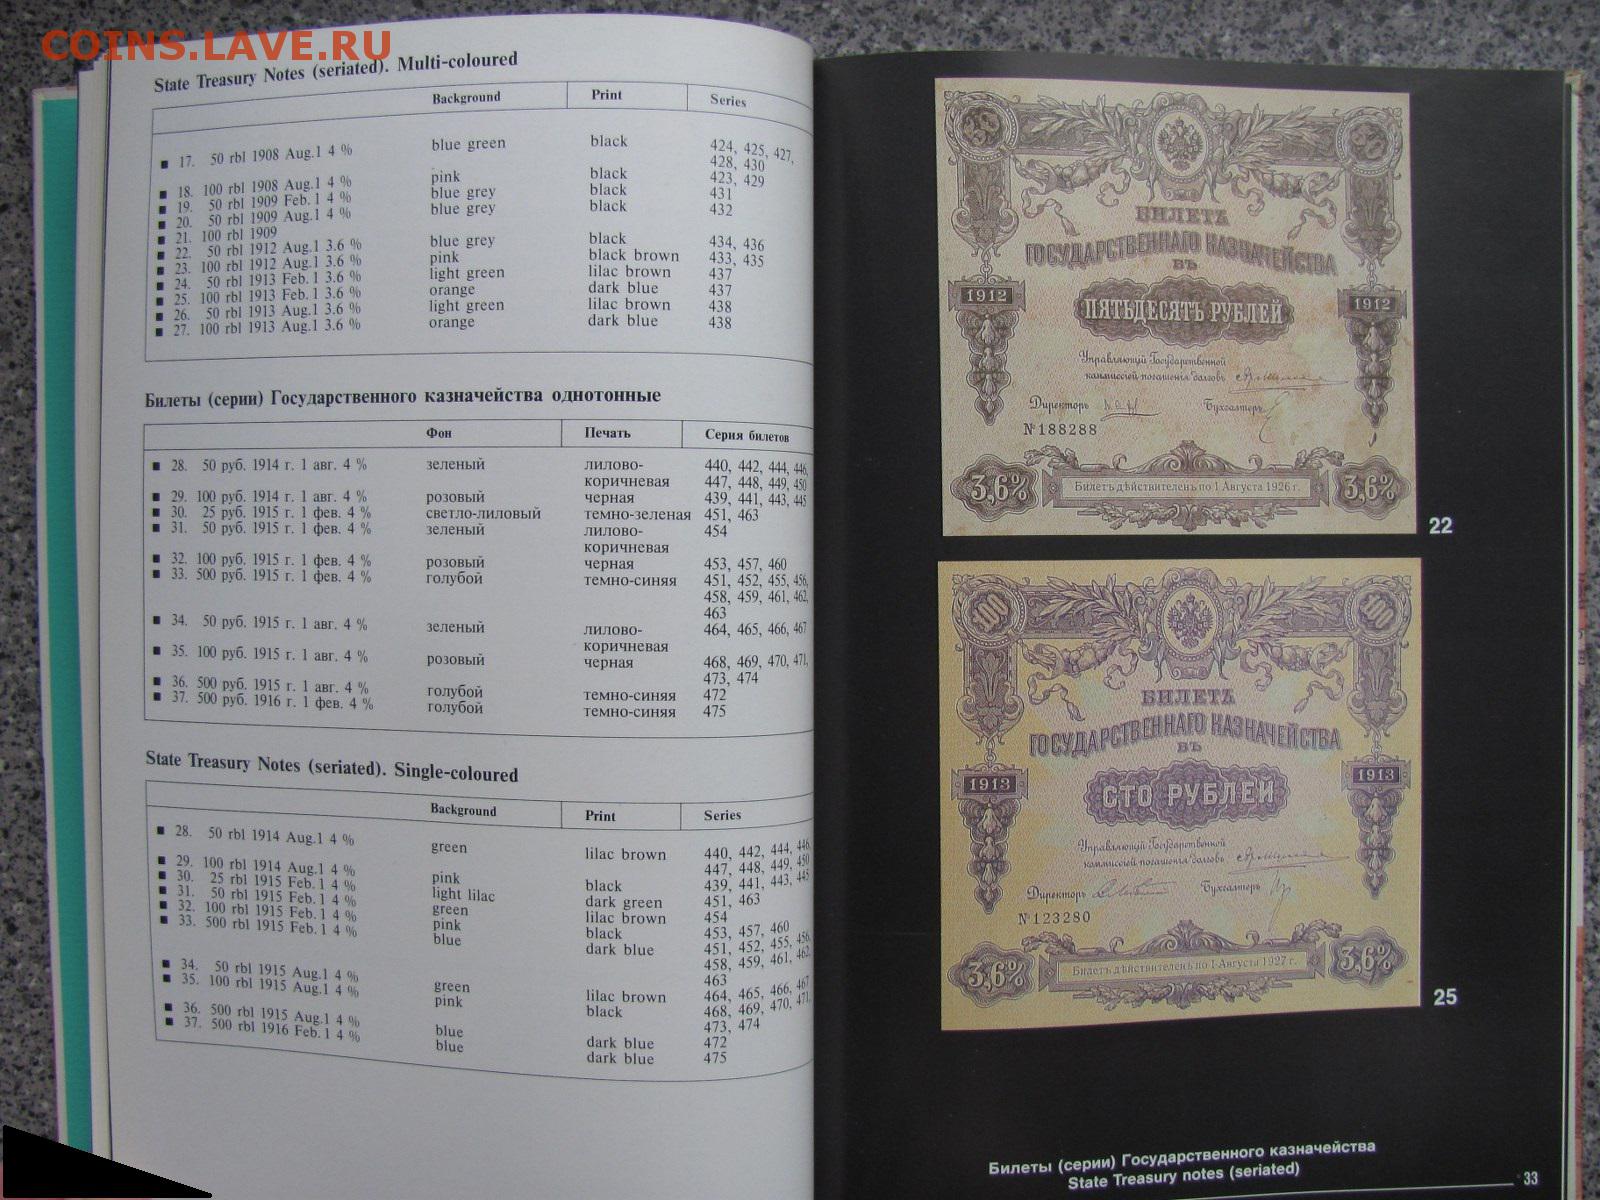 COINS.LAVE.RU
State Treasury Notes (seriated). Multi-coloured
Background Print Series
17. 50 rbl 1908 Aug.1 4 % blue green black 424, 425, 427,
428, 430
18. 100 rbl 1908 Aug.1 4 % pink black 423, 429
19. 50 rbl 1909 Feb.1 4 % blue grey black 431
20. 50 rbl 1909 Aug.1 4 % blue grey black 432
21. 100 rbl 1909
22. 50 rbl 1912 Aug.1 3.6 % blue grey black 434, 436
23. 100 rbl 1912 Aug.1 3.6 % pink black brown 433, 435
24. 50 rbl 1913 Feb.1 3.6 % light green lilac brown 437
25. 100 rbl 1913 Feb.1 3.6 % orange dark blue 437
26. 50 rbl 1913 Aug.1 3.6 % light green lilac brown 438
27. 100 rbl 1913 Aug.1 3.6 % orange dark blue 438
Билеты (серии) Государственного казначейства однотонные
Фон Печать Серия билетов
28. 50 руб. 1914 г. 1 авг. 4 % зеленый лилово- 440, 442, 444, 446,
коричневая 447, 448, 449, 450
29. 100 руб. 1914 г. 1 авг. 4 % розовый черная 439, 441, 443, 445
30. 25 руб. 1915 г. 1 фев. 4 % светло-лиловый темно-зеленая 451, 463
31. 50 руб. 1915 г. 1 фев. 4 % зеленый лилово- 454
коричневая
32. 100 руб. 1915 г. 1 фев. 4 % розовый черная 453, 457, 460
33. 500 руб. 1915 г. 1 фев. 4 % голубой темно-синяя 451, 452, 455, 456,
458, 459, 461, 462,
463
34. 50 руб. 1915 г. 1 авг. 4 % зеленый лилово- 464, 465, 466, 467
коричневая
35. 100 руб. 1915 г. 1 авг. 4 % розовый черная 468, 469, 470, 471,
473, 474
36. 500 руб. 1915 г. 1 авг. 4 % голубой темно-синяя 472
37. 500 руб. 1916 г. 1 фев. 4 % голубой темно-синяя 475
State Treasury Notes (seriated). Single-coloured
Background Print Series
28. 50 rbl 1914 Aug.1 4 % green lilac brown 440, 442, 444, 446,
447, 448, 449, 450
29. 100 rbl 1914 Aug.1 4 % pink black 439, 441, 443, 445
30. 25 rbl 1915 Feb.1 4 % light lilac dark green 451, 463
31. 50 rbl 1915 Feb.1 4 % green lilac brown 454
32. 100 rbl 1915 Feb.1 4 % pink black 453, 457, 460
33. 500 rbl 1915 Feb.1 4 % blue dark blue 451, 452, 455, 456,
458, 459, 461, 462,
463
34. 50 rbl 1915 Aug.1 4 % green lilac brown 464, 465, 466, 467
35. 100 rbl 1915 Aug.1 4 % pink black 468, 469, 470, 471,
473, 474
36. 500 rbl 1915 Aug.1 4 % blue dark blue 472
37. 500 rbl 1916 Feb.1 4 % blue dark blue 475
50 50
БИЛЕТЪ
ГОСУДАРСТВЕННАГО КАЗНАЧЕЙСТВА
ВЪ
1912 1912
ПЯТЬДЕСЯТЪ РУБЛЕЙ
Управляющій Государственной
коммиссіей погашенія долговъ
Директоръ Бухгалтеръ
№188288
3,6% Билетъ дѣйствителенъ по 1 Августа 1926 г. 3,6%
22
100 100
БИЛЕТЪ
ГОСУДАРСТВЕННАГО КАЗНАЧЕЙСТВА
ВЪ
1913 1913
СТО РУБЛЕЙ
Управляющій Государственной
коммиссіей погашенія долговъ
Директоръ Бухгалтеръ
№123280
3,6% Билетъ дѣйствителенъ по 1 Августа 1927 г. 3,6%
25
Билеты (серии) Государственного казначейства
State Treasury notes (seriated)
33